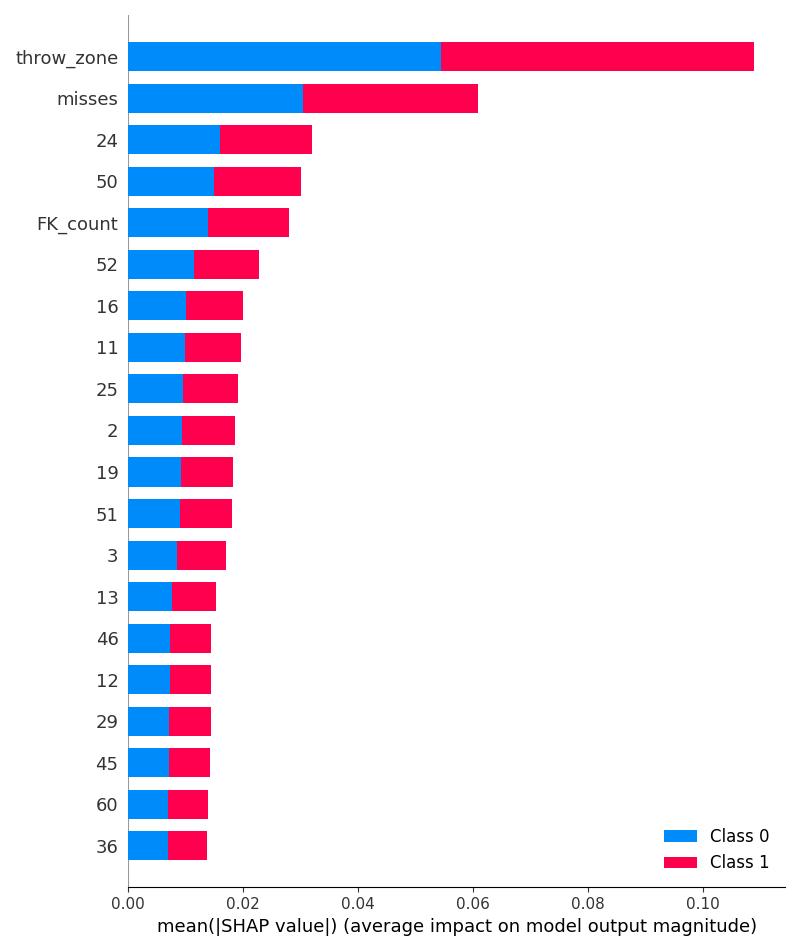 throw_zone
misses
24
50
FK_count
52
16
11
25
2
19
51
3
13
46
12
29
45
60
36
Class 0
Class 1
0.00 0.02 0.04 0.06 0.08 0.10
mean(|SHAP value|) (average impact on model output magnitude)